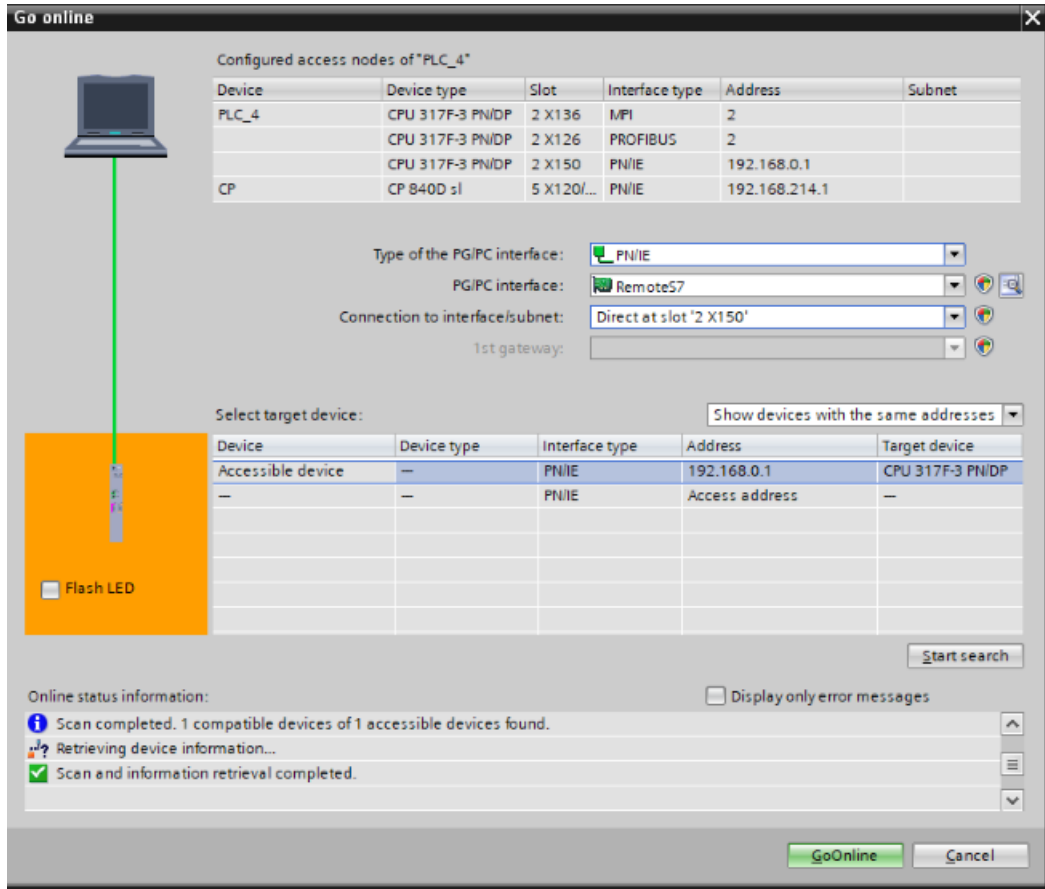 Go online
Configured access nodes of "PLC_4"
Device Device type Slot Interface type Address Subnet
PLC_4 CPU 317F-3 PN/DP 2 X136 MPI 2
CPU 317F-3 PN/DP 2 X126 PROFIBUS 2
CPU 317F-3 PN/DP 2 X150 PN/IE 192.168.0.1
CP CP 840D sl 5 X120/... PN/IE 192.168.214.1
Type of the PG/PC interface: PN/IE
PG/PC interface: RemoteS7
Connection to interface/subnet: Direct at slot '2 X150'
1st gateway:
Select target device: Show devices with the same addresses
Device Device type Interface type Address Target device
Accessible device — PN/IE 192.168.0.1 CPU 317F-3 PN/DP
— — PN/IE Access address —
Flash LED
Start search
Online status information: Display only error messages
Scan completed. 1 compatible devices of 1 accessible devices found.
Retrieving device information...
Scan and information retrieval completed.
GoOnline Cancel